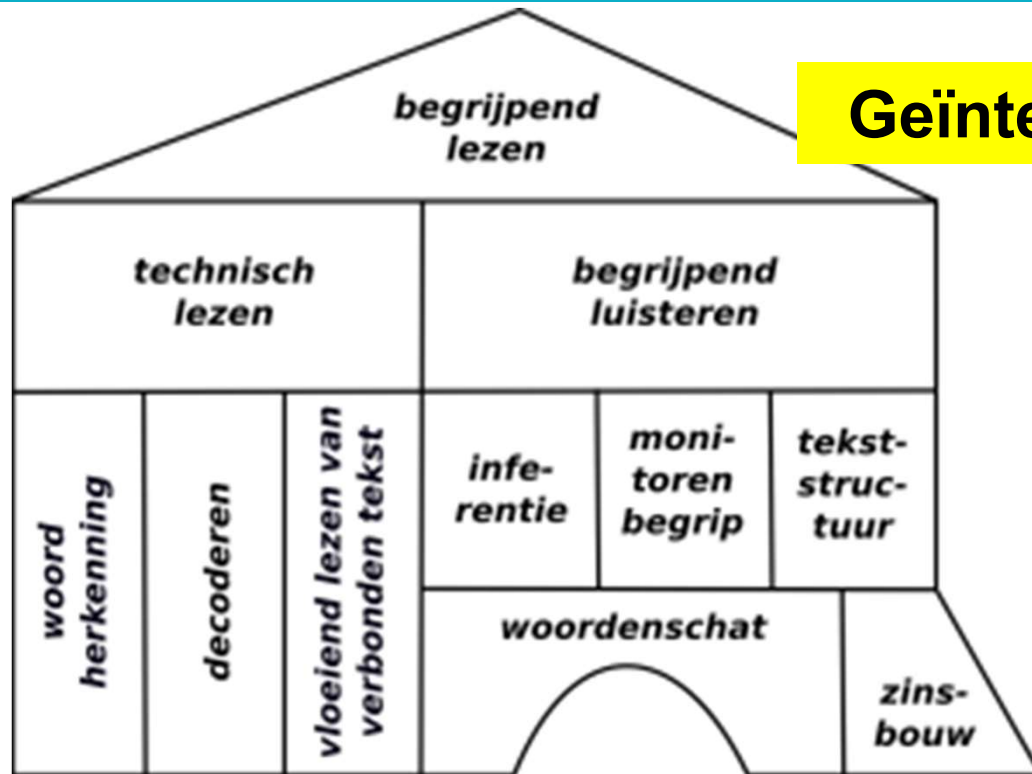 begrijpend
lezen
technisch
lezen
begrijpend
luisteren
woord
herkenning
decoderen
vloeiend lezen van
verbonden tekst
infe-
rentie
moni-
toren
begrip
tekst-
struc-
tuur
woordenschat
zins-
bouw